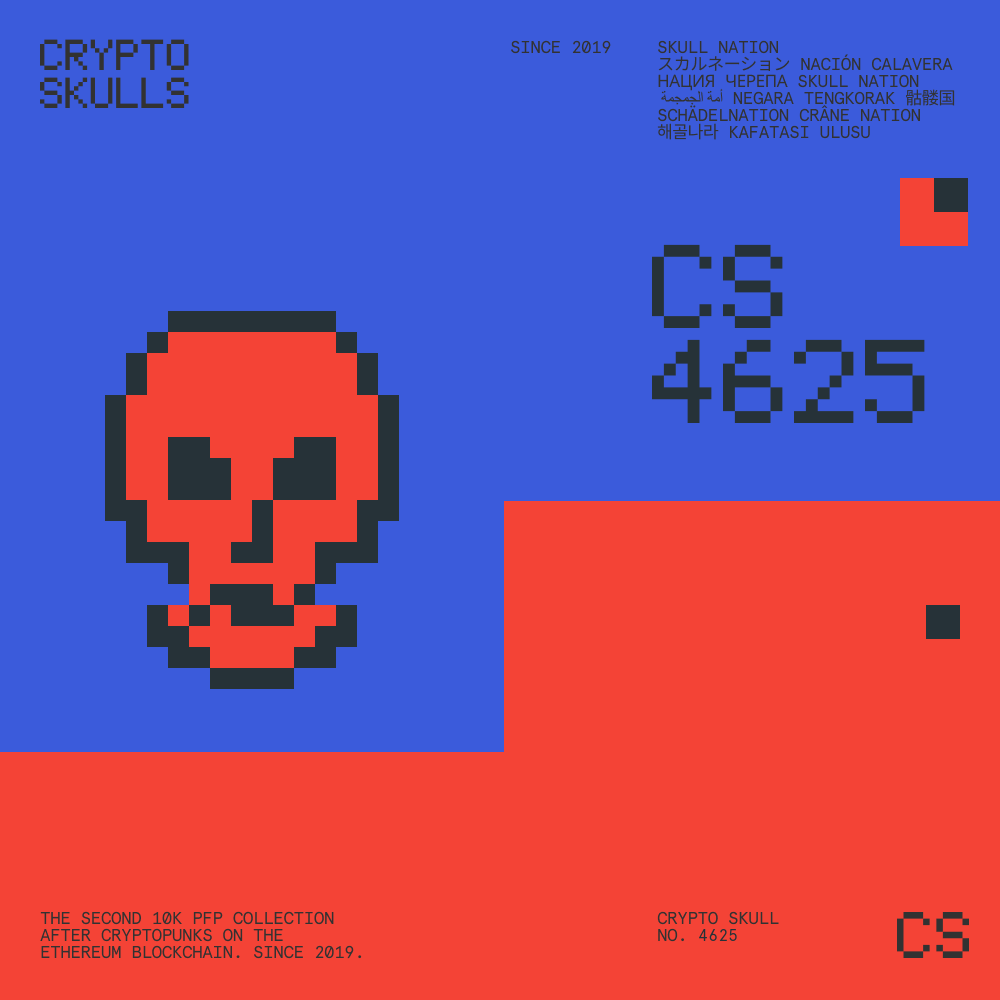 CRYPTO
SKULLS
SINCE 2019
SKULL NATION
スカルネーション NACIÓN CALAVERA
НАЦИЯ ЧЕРЕПА SKULL NATION
أمة الجمجمة NEGARA TENGKORAK 骷髅国
SCHÄDELNATION CRÂNE NATION
해골나라 KAFATASI ULUSU
CS
4625
THE SECOND 10K PFP COLLECTION
AFTER CRYPTOPUNKS ON THE
ETHEREUM BLOCKCHAIN. SINCE 2019.
CRYPTO SKULL
NO. 4625
CS